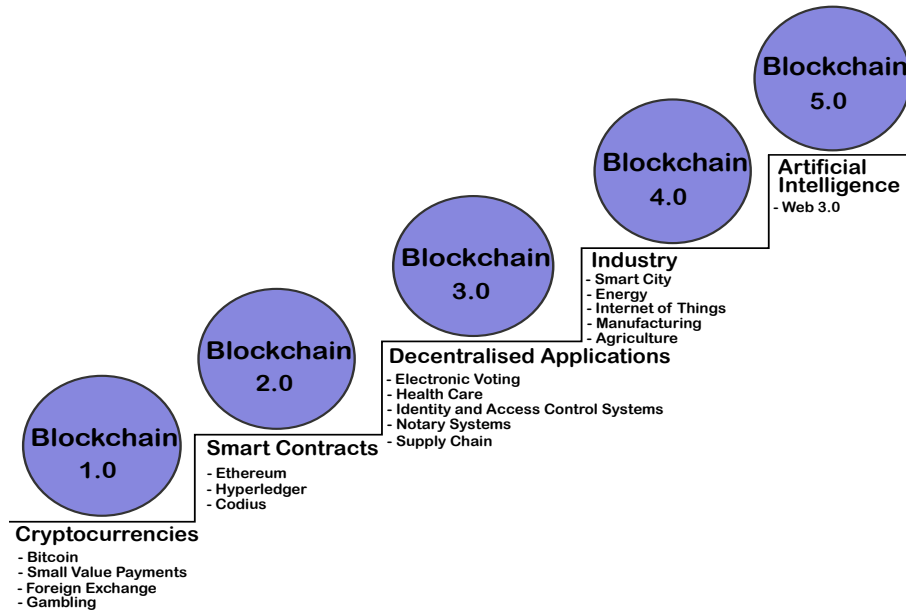 Blockchain
1.0
Cryptocurrencies
- Bitcoin
- Small Value Payments
- Foreign Exchange
- Gambling
Blockchain
2.0
Smart Contracts
- Ethereum
- Hyperledger
- Codius
Blockchain
3.0
Decentralised Applications
- Electronic Voting
- Health Care
- Identity and Access Control Systems
- Notary Systems
- Supply Chain
Blockchain
4.0
Industry
- Smart City
- Energy
- Internet of Things
- Manufacturing
- Agriculture
Blockchain
5.0
Artificial
Intelligence
- Web 3.0